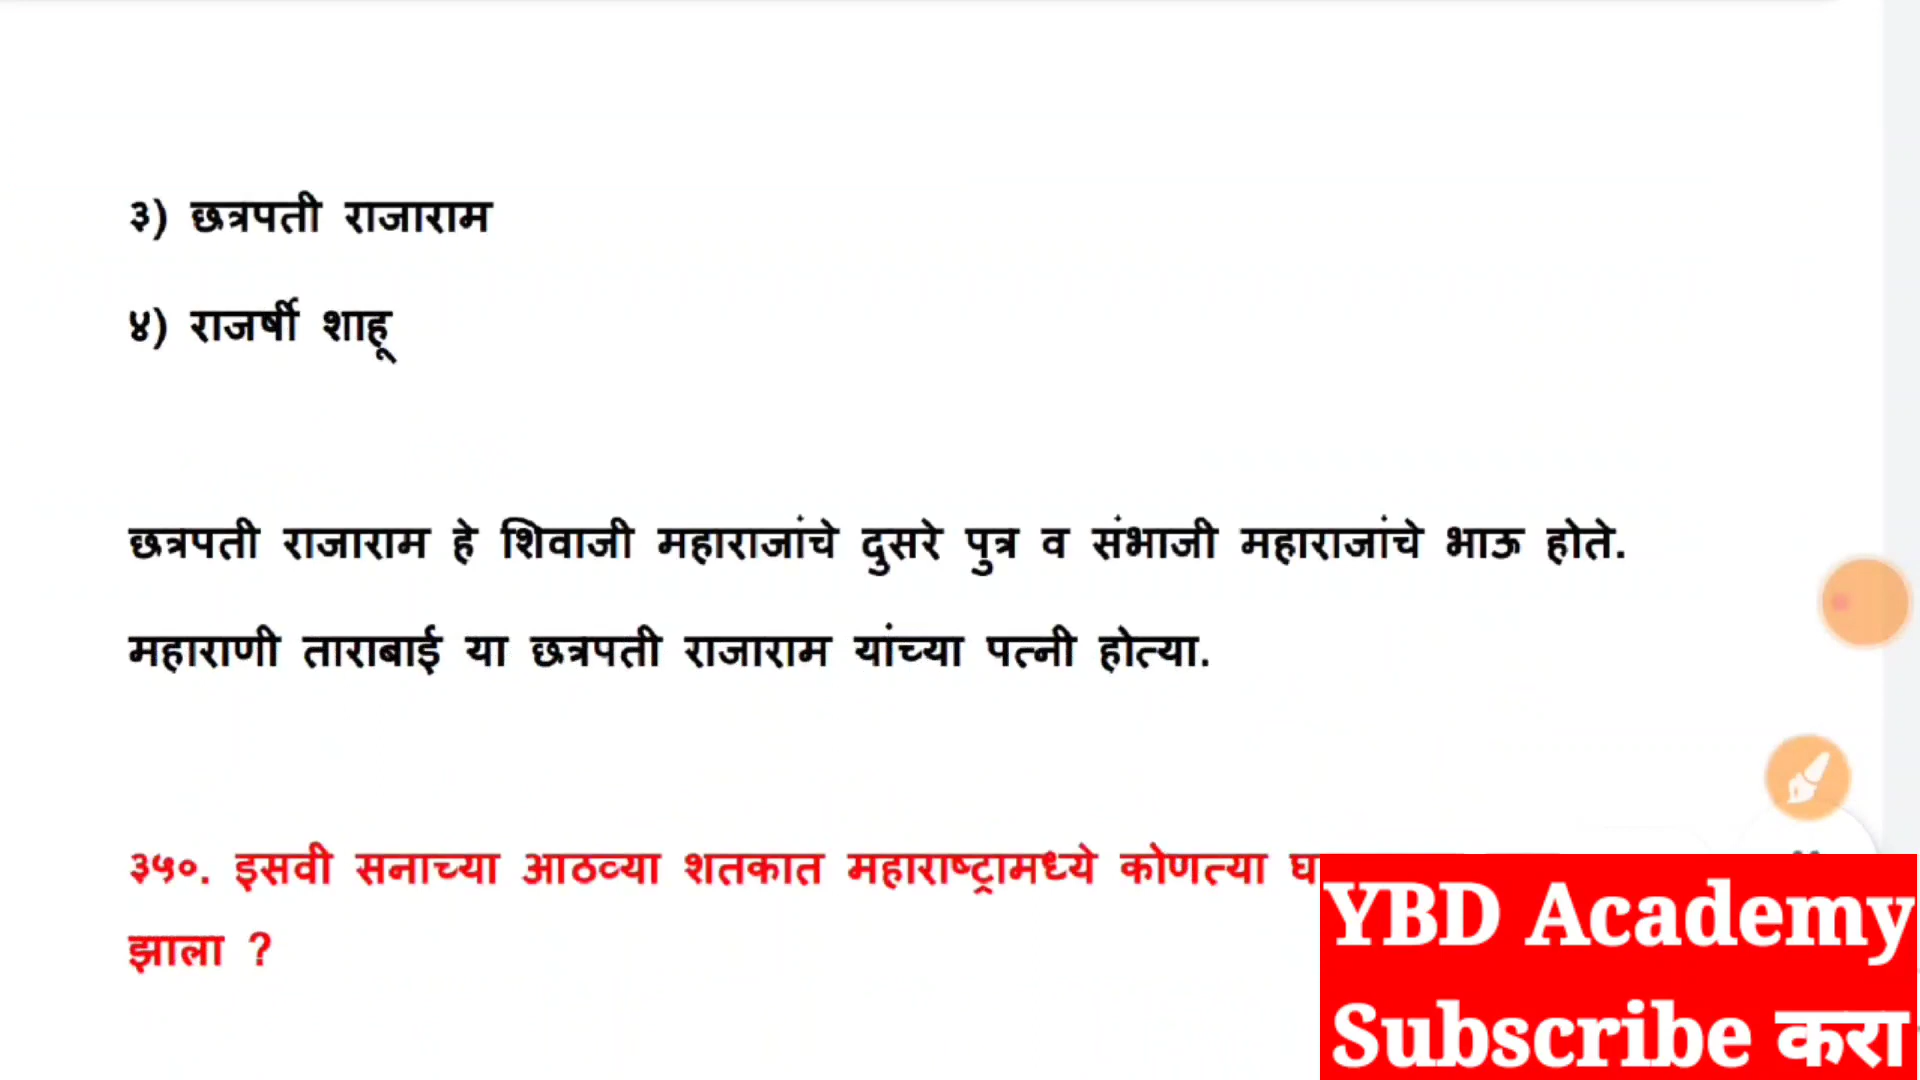 ३) छत्रपती राजाराम
४) राजर्षी शाहू
छत्रपती राजाराम हे शिवाजी महाराजांचे दुसरे पुत्र व संभाजी महाराजांचे भाऊ होते.
महाराणी ताराबाई या छत्रपती राजाराम यांच्या पत्नी होत्या.
३५०. इसवी सनाच्या आठव्या शतकात महाराष्ट्रामध्ये कोणत्या
झाला ?
YBD Academy
Subscribe करा